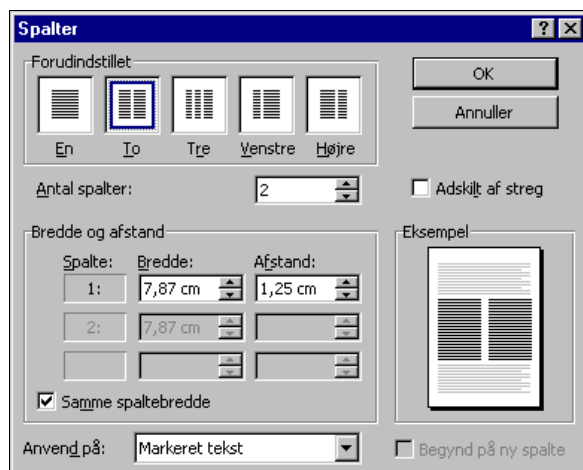 Spalter
Forudindstillet
OK
Annuller
En To Tre Venstre Højre
Antal spalter: 2
Adskilt af streg
Bredde og afstand
Eksempel
Spalte: Bredde: Afstand:
1: 7,87 cm 1,25 cm
2: 7,87 cm
Samme spaltebredde
Anvend på: Markeret tekst
Begynd på ny spalte